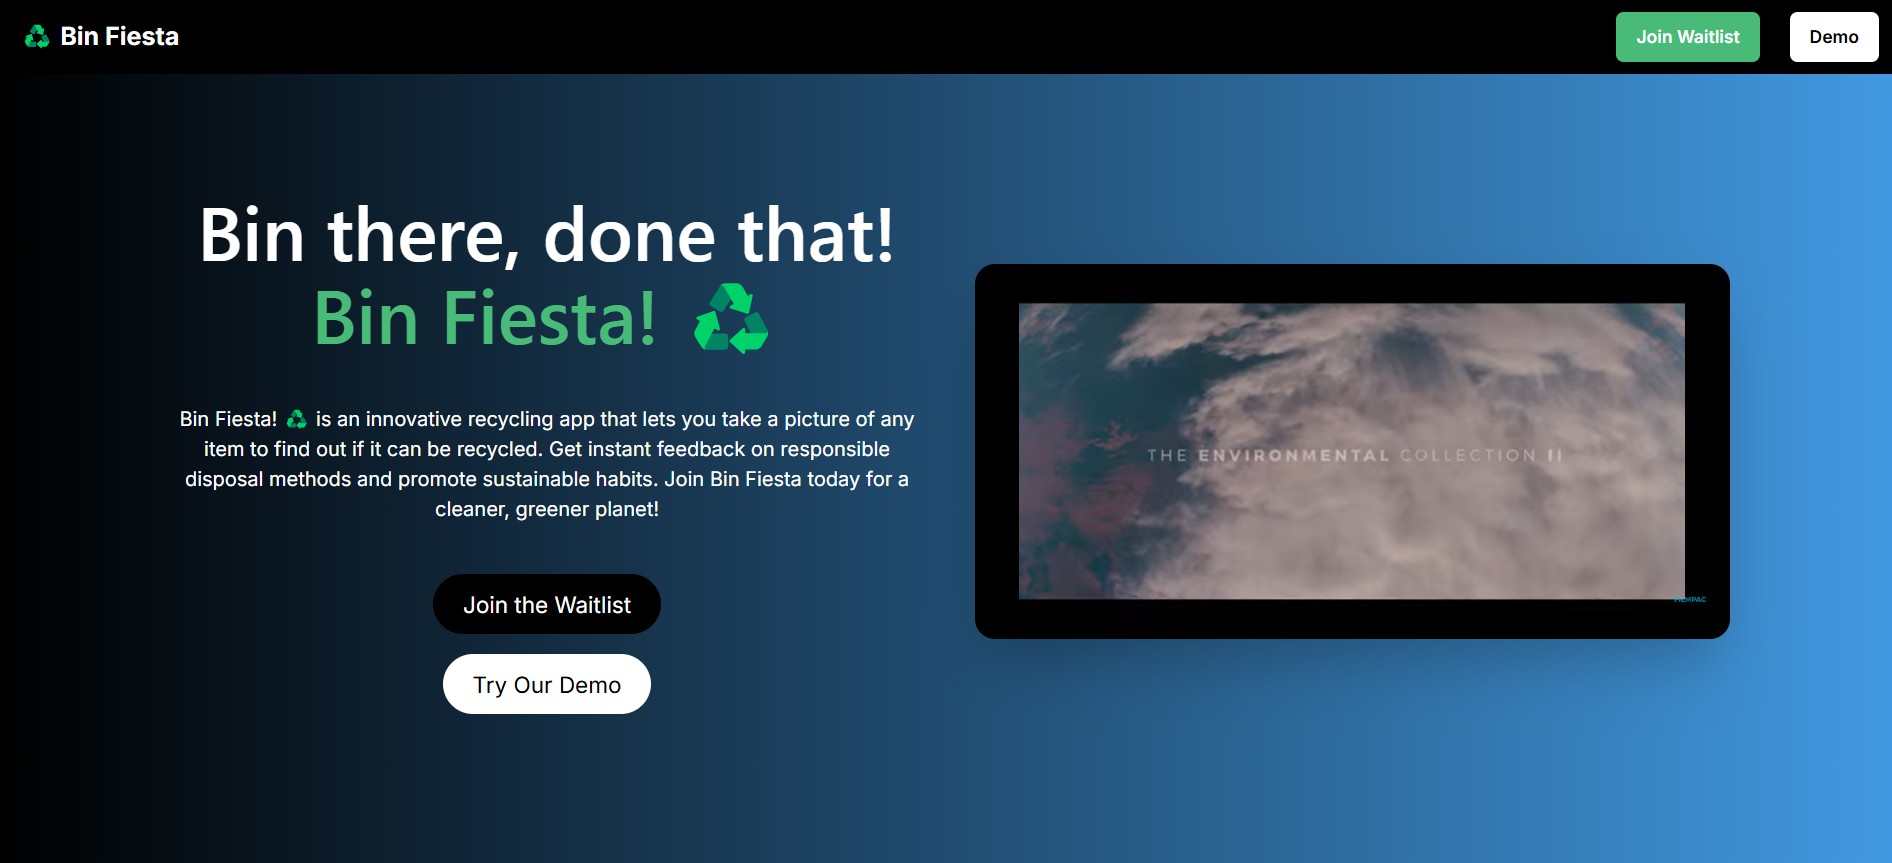 ♻ Bin Fiesta
Join Waitlist
Demo
Bin there, done that!
Bin Fiesta! ♻
Bin Fiesta! ♻ is an innovative recycling app that lets you take a picture of any
item to find out if it can be recycled. Get instant feedback on responsible
disposal methods and promote sustainable habits. Join Bin Fiesta today for a
cleaner, greener planet!
Join the Waitlist
Try Our Demo
THE ENVIRONMENTAL COLLECTION II